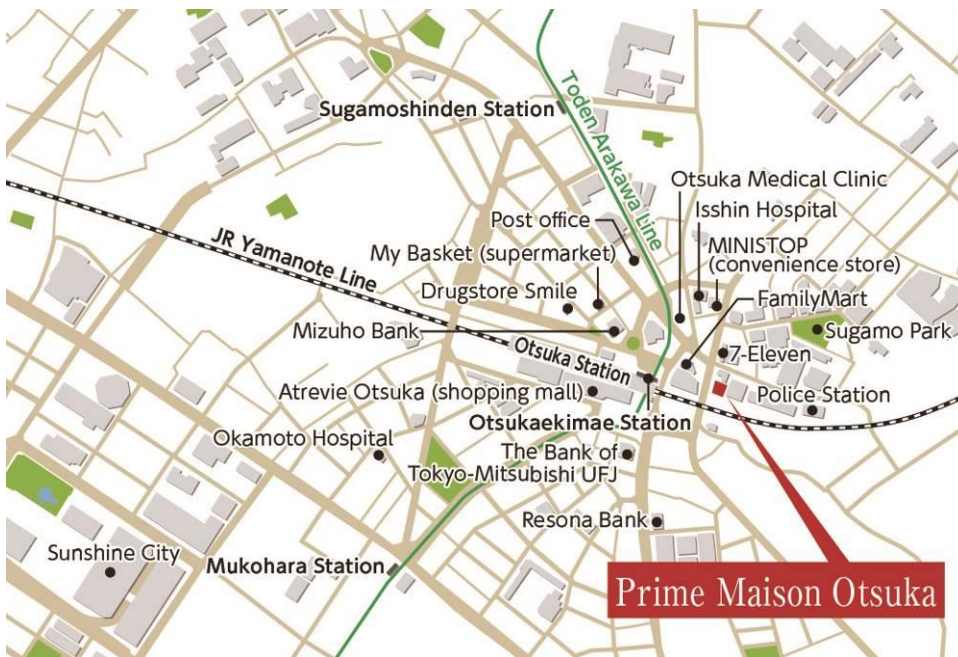 Sugamoshinden Station
Toden Arakawa Line
Otsuka Medical Clinic
Isshin Hospital
Post office
MINISTOP
(convenience store)
JR Yamanote Line
My Basket (supermarket)
FamilyMart
Drugstore Smile
Sugamo Park
Mizuho Bank
Otsuka Station
7-Eleven
Atrevie Otsuka (shopping mall)
Police Station
Otsukaekimae Station
Okamoto Hospital
The Bank of
Tokyo-Mitsubishi UFJ
Resona Bank
Sunshine City
Mukohara Station
Prime Maison Otsuka